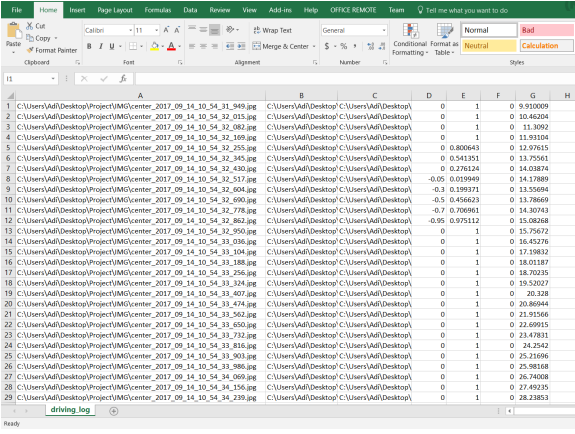 File Home Insert Page Layout Formulas Data Review View Add-ins Help OFFICE REMOTE Team Tell me what you want to do
Cut
Copy
Format Painter
Paste
Clipboard
Calibri 11
B I U
Font
Wrap Text
Merge & Center
Alignment
General
$ % ,
Number
Conditional Formatting
Format as Table
Normal Bad
Neutral Calculation
Styles
I1 fx
A B C D E F G H
1 C:\Users\Adi\Desktop\Project\IMG\center_2017_09_14_10_54_31_949.jpg C:\Users\Adi\Desktop\ C:\Users\Adi\Desktop\ 0 1 0 9.910009
2 C:\Users\Adi\Desktop\Project\IMG\center_2017_09_14_10_54_32_015.jpg C:\Users\Adi\Desktop\ C:\Users\Adi\Desktop\ 0 1 0 10.46204
3 C:\Users\Adi\Desktop\Project\IMG\center_2017_09_14_10_54_32_082.jpg C:\Users\Adi\Desktop\ C:\Users\Adi\Desktop\ 0 1 0 11.3092
4 C:\Users\Adi\Desktop\Project\IMG\center_2017_09_14_10_54_32_169.jpg C:\Users\Adi\Desktop\ C:\Users\Adi\Desktop\ 0 1 0 11.93104
5 C:\Users\Adi\Desktop\Project\IMG\center_2017_09_14_10_54_32_255.jpg C:\Users\Adi\Desktop\ C:\Users\Adi\Desktop\ 0 0.800643 0 12.97615
6 C:\Users\Adi\Desktop\Project\IMG\center_2017_09_14_10_54_32_345.jpg C:\Users\Adi\Desktop\ C:\Users\Adi\Desktop\ 0 0.541351 0 13.75561
7 C:\Users\Adi\Desktop\Project\IMG\center_2017_09_14_10_54_32_430.jpg C:\Users\Adi\Desktop\ C:\Users\Adi\Desktop\ 0 0.276124 0 14.03874
8 C:\Users\Adi\Desktop\Project\IMG\center_2017_09_14_10_54_32_517.jpg C:\Users\Adi\Desktop\ C:\Users\Adi\Desktop\ -0.05 0.019949 0 14.17889
9 C:\Users\Adi\Desktop\Project\IMG\center_2017_09_14_10_54_32_604.jpg C:\Users\Adi\Desktop\ C:\Users\Adi\Desktop\ -0.3 0.199371 0 13.55694
10 C:\Users\Adi\Desktop\Project\IMG\center_2017_09_14_10_54_32_690.jpg C:\Users\Adi\Desktop\ C:\Users\Adi\Desktop\ -0.5 0.456623 0 13.78669
11 C:\Users\Adi\Desktop\Project\IMG\center_2017_09_14_10_54_32_778.jpg C:\Users\Adi\Desktop\ C:\Users\Adi\Desktop\ -0.7 0.706961 0 14.30743
12 C:\Users\Adi\Desktop\Project\IMG\center_2017_09_14_10_54_32_862.jpg C:\Users\Adi\Desktop\ C:\Users\Adi\Desktop\ -0.95 0.975112 0 15.08268
13 C:\Users\Adi\Desktop\Project\IMG\center_2017_09_14_10_54_32_950.jpg C:\Users\Adi\Desktop\ C:\Users\Adi\Desktop\ 0 1 0 15.75672
14 C:\Users\Adi\Desktop\Project\IMG\center_2017_09_14_10_54_33_036.jpg C:\Users\Adi\Desktop\ C:\Users\Adi\Desktop\ 0 1 0 16.45276
15 C:\Users\Adi\Desktop\Project\IMG\center_2017_09_14_10_54_33_104.jpg C:\Users\Adi\Desktop\ C:\Users\Adi\Desktop\ 0 1 0 17.19832
16 C:\Users\Adi\Desktop\Project\IMG\center_2017_09_14_10_54_33_188.jpg C:\Users\Adi\Desktop\ C:\Users\Adi\Desktop\ 0 1 0 18.01187
17 C:\Users\Adi\Desktop\Project\IMG\center_2017_09_14_10_54_33_256.jpg C:\Users\Adi\Desktop\ C:\Users\Adi\Desktop\ 0 1 0 18.70235
18 C:\Users\Adi\Desktop\Project\IMG\center_2017_09_14_10_54_33_324.jpg C:\Users\Adi\Desktop\ C:\Users\Adi\Desktop\ 0 1 0 19.52027
19 C:\Users\Adi\Desktop\Project\IMG\center_2017_09_14_10_54_33_407.jpg C:\Users\Adi\Desktop\ C:\Users\Adi\Desktop\ 0 1 0 20.328
20 C:\Users\Adi\Desktop\Project\IMG\center_2017_09_14_10_54_33_474.jpg C:\Users\Adi\Desktop\ C:\Users\Adi\Desktop\ 0 1 0 20.86944
21 C:\Users\Adi\Desktop\Project\IMG\center_2017_09_14_10_54_33_562.jpg C:\Users\Adi\Desktop\ C:\Users\Adi\Desktop\ 0 1 0 21.91566
22 C:\Users\Adi\Desktop\Project\IMG\center_2017_09_14_10_54_33_650.jpg C:\Users\Adi\Desktop\ C:\Users\Adi\Desktop\ 0 1 0 22.69915
23 C:\Users\Adi\Desktop\Project\IMG\center_2017_09_14_10_54_33_732.jpg C:\Users\Adi\Desktop\ C:\Users\Adi\Desktop\ 0 1 0 23.47831
24 C:\Users\Adi\Desktop\Project\IMG\center_2017_09_14_10_54_33_816.jpg C:\Users\Adi\Desktop\ C:\Users\Adi\Desktop\ 0 1 0 24.2542
25 C:\Users\Adi\Desktop\Project\IMG\center_2017_09_14_10_54_33_903.jpg C:\Users\Adi\Desktop\ C:\Users\Adi\Desktop\ 0 1 0 25.21696
26 C:\Users\Adi\Desktop\Project\IMG\center_2017_09_14_10_54_33_986.jpg C:\Users\Adi\Desktop\ C:\Users\Adi\Desktop\ 0 1 0 25.98168
27 C:\Users\Adi\Desktop\Project\IMG\center_2017_09_14_10_54_34_069.jpg C:\Users\Adi\Desktop\ C:\Users\Adi\Desktop\ 0 1 0 26.74008
28 C:\Users\Adi\Desktop\Project\IMG\center_2017_09_14_10_54_34_156.jpg C:\Users\Adi\Desktop\ C:\Users\Adi\Desktop\ 0 1 0 27.49235
29 C:\Users\Adi\Desktop\Project\IMG\center_2017_09_14_10_54_34_239.jpg C:\Users\Adi\Desktop\ C:\Users\Adi\Desktop\ 0 1 0 28.23853
driving_log
Ready